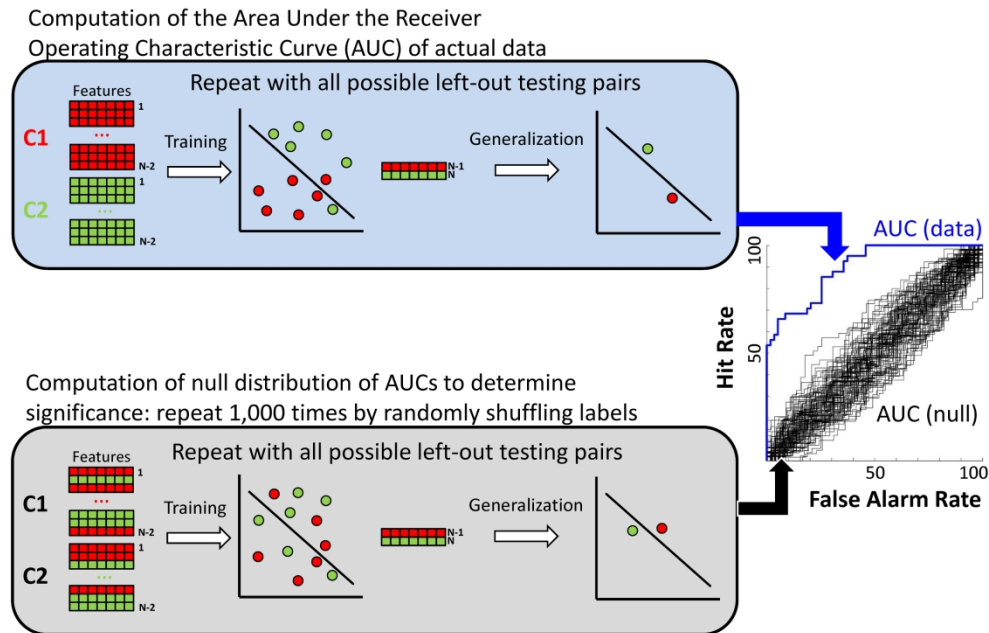 Computation of the Area Under the Receiver
Operating Characteristic Curve (AUC) of actual data
Repeat with all possible left-out testing pairs
Features
1
C1
...
N-2
1
C2
...
N-2
Training
N-1
N
Generalization
AUC (data)
100
50
Hit Rate
AUC (null)
50
100
False Alarm Rate
Computation of null distribution of AUCs to determine
significance: repeat 1,000 times by randomly shuffling labels
Repeat with all possible left-out testing pairs
Features
1
C1
...
N-2
1
C2
...
N-2
Training
N-1
N
Generalization